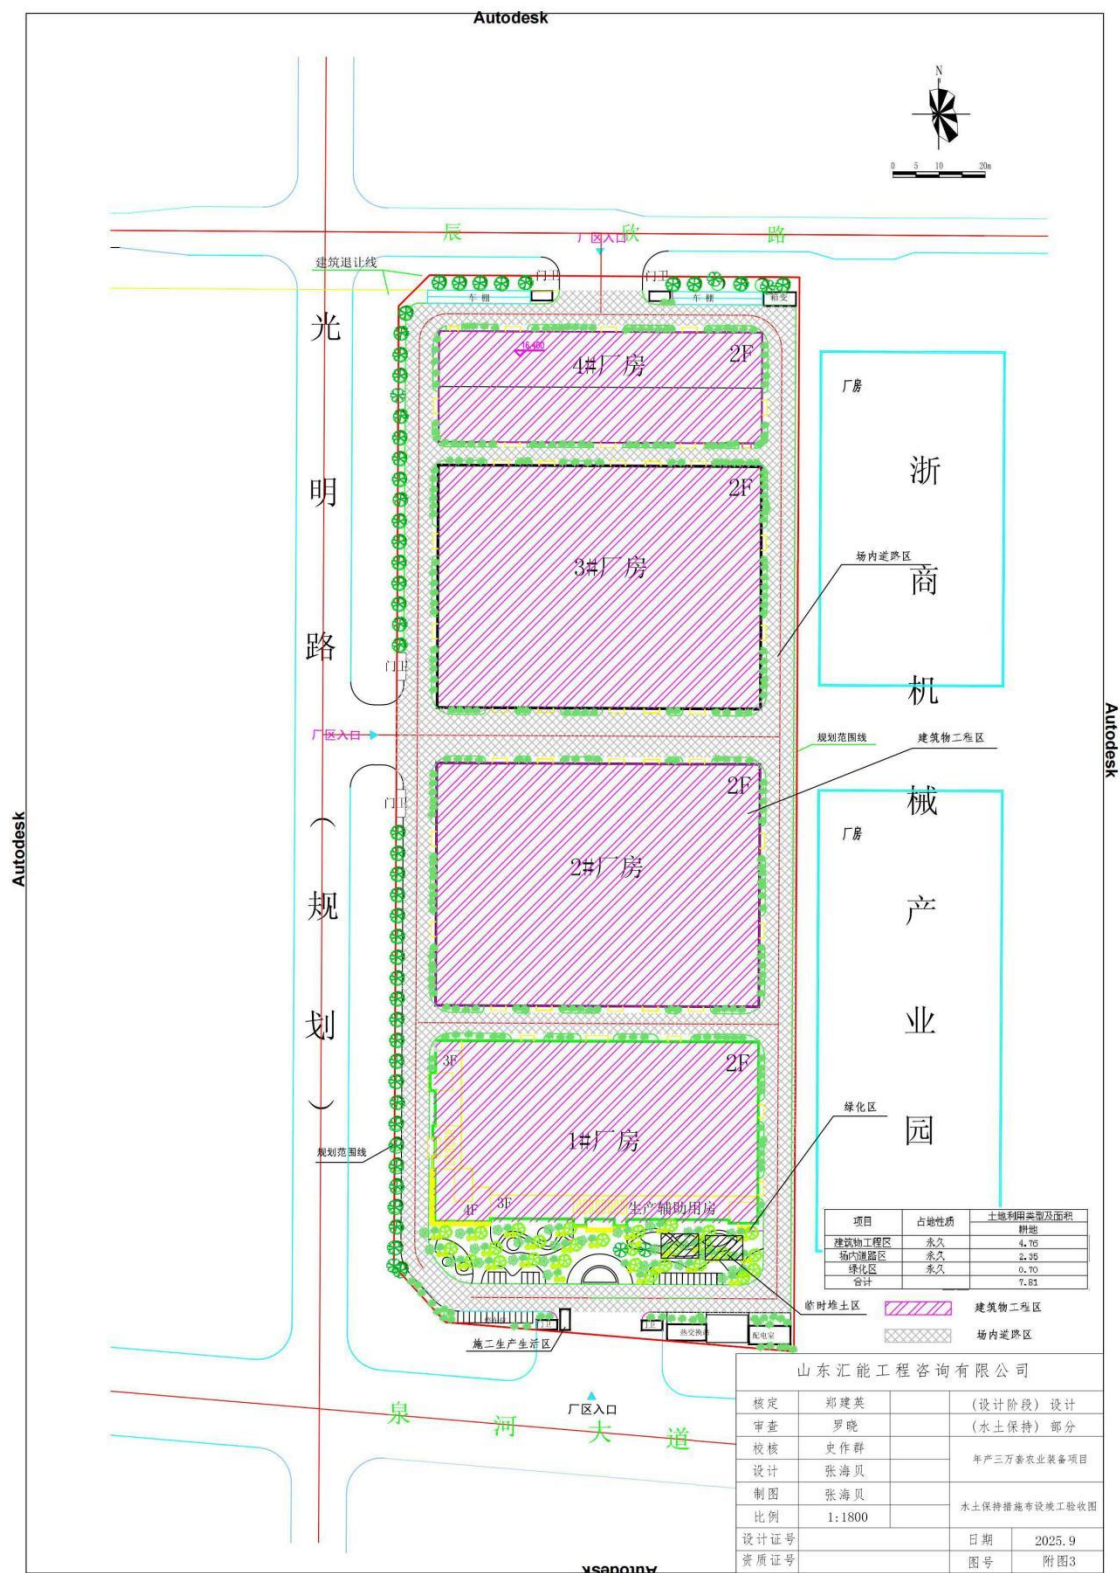 Autodesk
N
0 5 10 20m
辰欣路
厂区入口
建筑退让线
门卫
门卫
车棚
车棚
箱变
光明路（规划）
16.400
2F
4#厂房
厂房
浙商机械产业园
2F
3#厂房
场内道路区
门卫
厂区入口
规划范围线
建筑物工程区
Autodesk
门卫
2F
2#厂房
厂房
Autodesk
3F
2F
1#厂房
绿化区
规划范围线
3F
4F
生产辅助用房
项目 占地性质 土地利用类型及面积
耕地
建筑物工程区 永久 4.76
场内道路区 永久 2.35
绿化区 永久 0.70
合计 7.81
临时堆土区
建筑物工程区
场内道路区
门卫
热交换站
配电室
施工生产生活区
厂区入口
泉河大道
山东汇能工程咨询有限公司
核定 郑建英 (设计阶段) 设计
审查 罗晓 (水土保持) 部分
校核 史作群
年产三万套农业装备项目
设计 张海贝
制图 张海贝
水土保持措施布设竣工验收图
比例 1:1800
设计证号 日期 2025.9
资质证号 图号 附图3
Autodesk